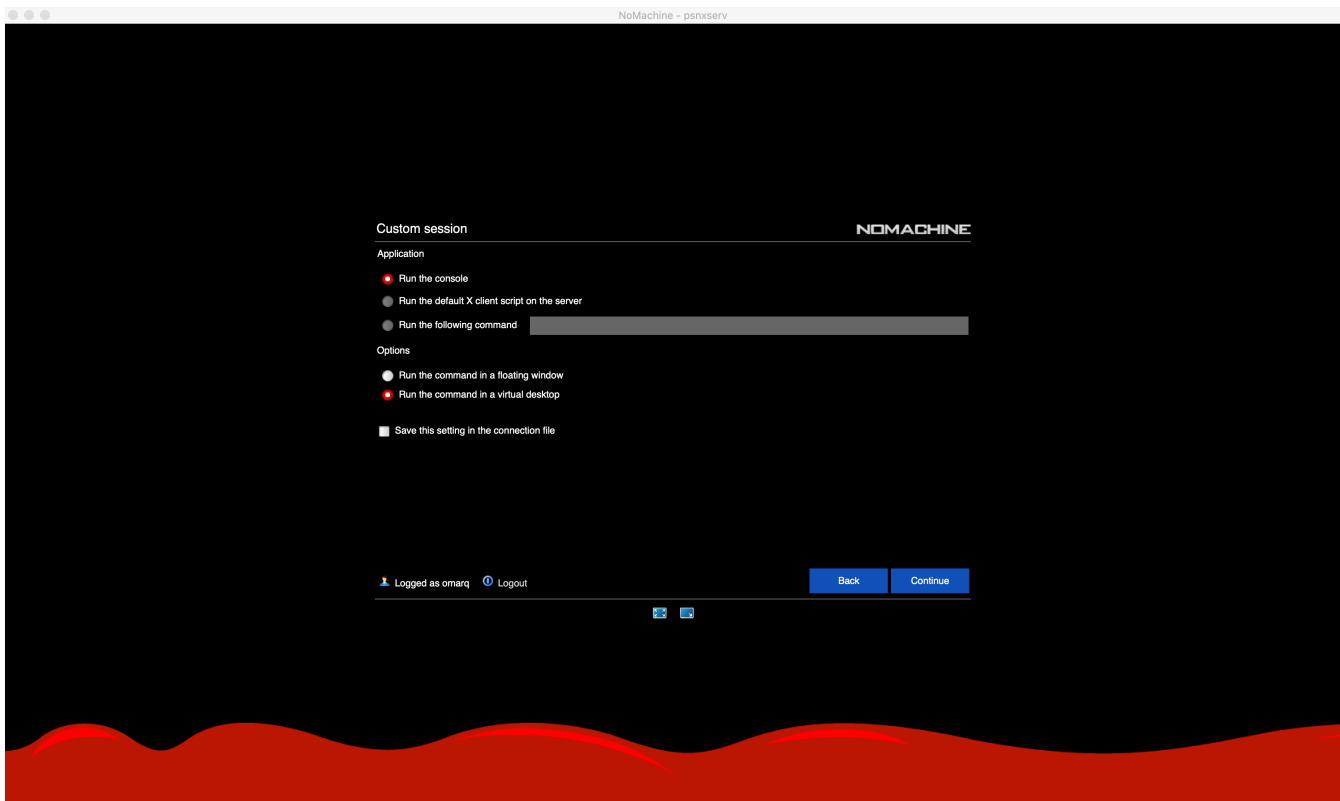 NoMachine - psnxserv
Custom session
NOMACHINE
Application
Run the console
Run the default X client script on the server
Run the following command
Options
Run the command in a floating window
Run the command in a virtual desktop
Save this setting in the connection file
Logged as omarq
Logout
Back
Continue